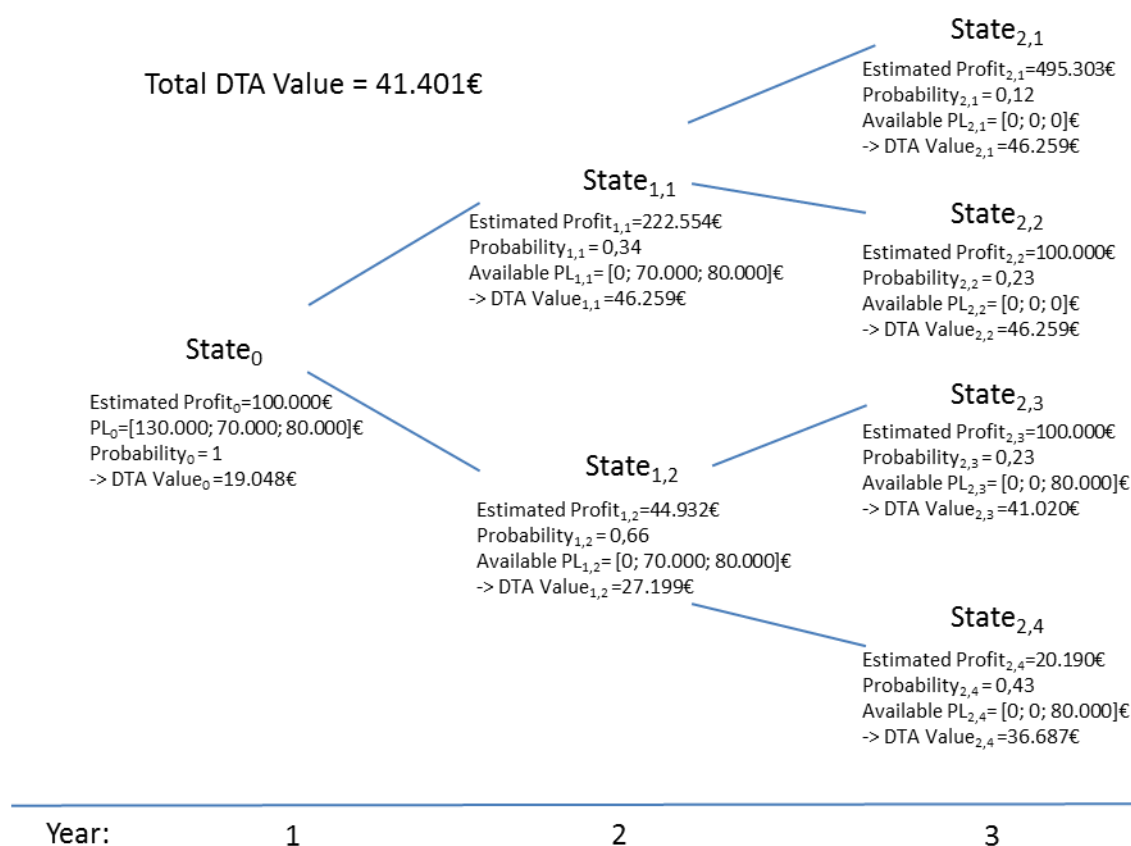 Total DTA Value = 41.401€
State0
Estimated Profit0=100.000€
PL0=[130.000; 70.000; 80.000]€
Probability0 = 1
-> DTA Value0 =19.048€
State1,1
Estimated Profit1,1=222.554€
Probability1,1 = 0,34
Available PL1,1= [0; 70.000; 80.000]€
-> DTA Value1,1=46.259€
State1,2
Estimated Profit1,2=44.932€
Probability1,2 = 0,66
Available PL1,2= [0; 70.000; 80.000]€
-> DTA Value1,2=27.199€
State2,1
Estimated Profit2,1=495.303€
Probability2,1 = 0,12
Available PL2,1= [0; 0; 0]€
-> DTA Value2,1 =46.259€
State2,2
Estimated Profit2,2=100.000€
Probability2,2 = 0,23
Available PL2,2= [0; 0; 0]€
-> DTA Value2,2 =46.259€
State2,3
Estimated Profit2,3=100.000€
Probability2,3 = 0,23
Available PL2,3= [0; 0; 80.000]€
-> DTA Value2,3 =41.020€
State2,4
Estimated Profit2,4=20.190€
Probability2,4 = 0,43
Available PL2,4= [0; 0; 80.000]€
-> DTA Value2,4 =36.687€
Year: 1 2 3